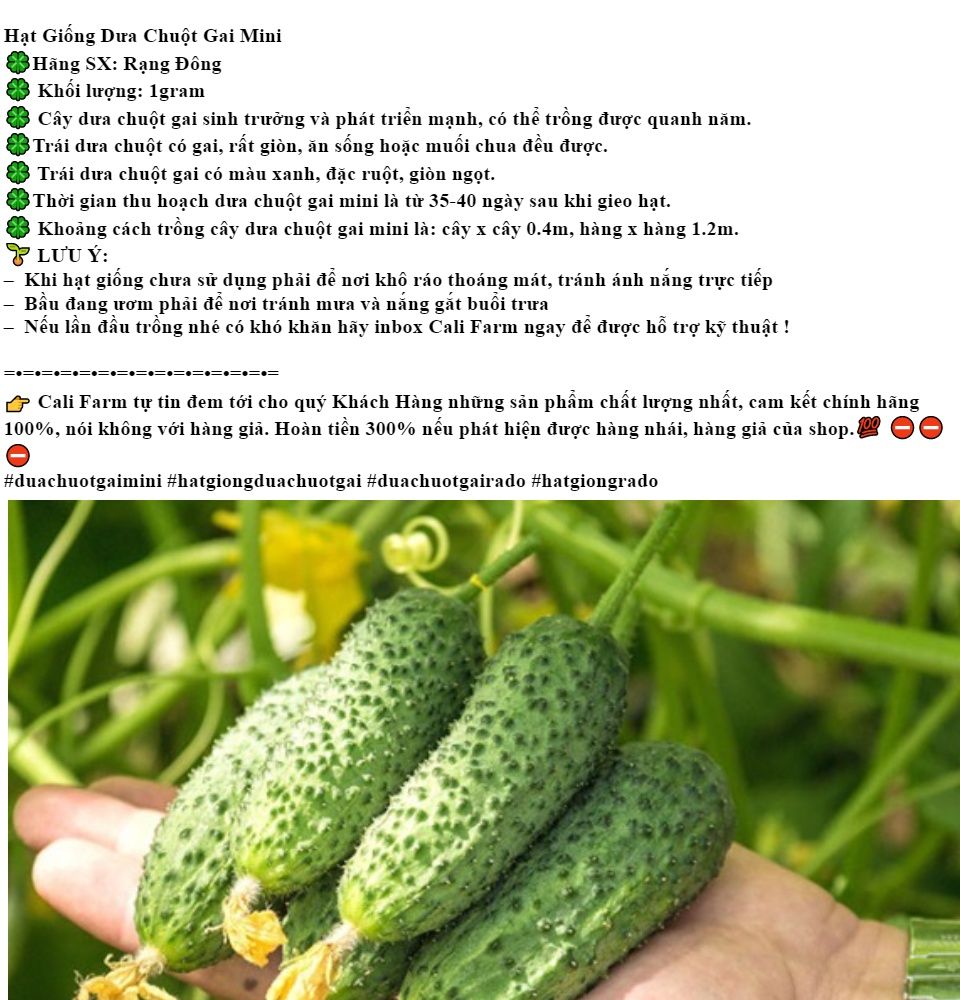 Hạt Giống Dưa Chuột Gai Mini
🍀Hãng SX: Rạng Đông
🍀 Khối lượng: 1gram
🍀 Cây dưa chuột gai sinh trưởng và phát triển mạnh, có thể trồng được quanh năm.
🍀Trái dưa chuột có gai, rất giòn, ăn sống hoặc muối chua đều được.
🍀 Trái dưa chuột gai có màu xanh, đặc ruột, giòn ngọt.
🍀Thời gian thu hoạch dưa chuột gai mini là từ 35-40 ngày sau khi gieo hạt.
🍀 Khoảng cách trồng cây dưa chuột gai mini là: cây x cây 0.4m, hàng x hàng 1.2m.
🌱 LƯU Ý:
– Khi hạt giống chưa sử dụng phải để nơi khô ráo thoáng mát, tránh ánh nắng trực tiếp
– Bầu đang ươm phải để nơi tránh mưa và nắng gắt buổi trưa
– Nếu lần đầu trồng nhé có khó khăn hãy inbox Cali Farm ngay để được hỗ trợ kỹ thuật !
=•=•=•=•=•=•=•=•=•=•=•=•=•=•=
👉 Cali Farm tự tin đem tới cho quý Khách Hàng những sản phẩm chất lượng nhất, cam kết chính hãng
100%, nói không với hàng giả. Hoàn tiền 300% nếu phát hiện được hàng nhái, hàng giả của shop.💯 ⛔⛔
⛔
#duachuotgaimini #hatgiongduachuotgai #duachuotgairado #hatgiongrado